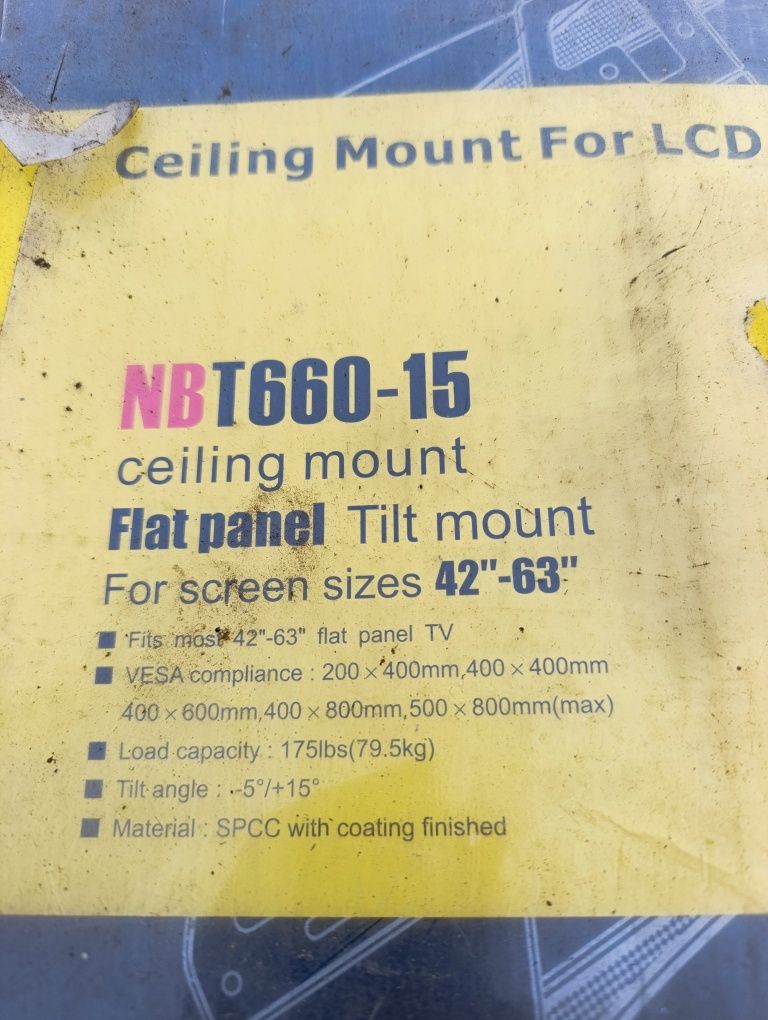 Ceiling Mount For LCD
NBT660-15
ceiling mount
Flat panel Tilt mount
For screen sizes 42"-63"
■ Fits most 42"-63" flat panel TV
■ VESA compliance : 200×400mm,400×400mm
400×600mm,400×800mm,500×800mm(max)
■ Load capacity : 175lbs(79.5kg)
■ Tilt angle : -5°/+15°
■ Material : SPCC with coating finished